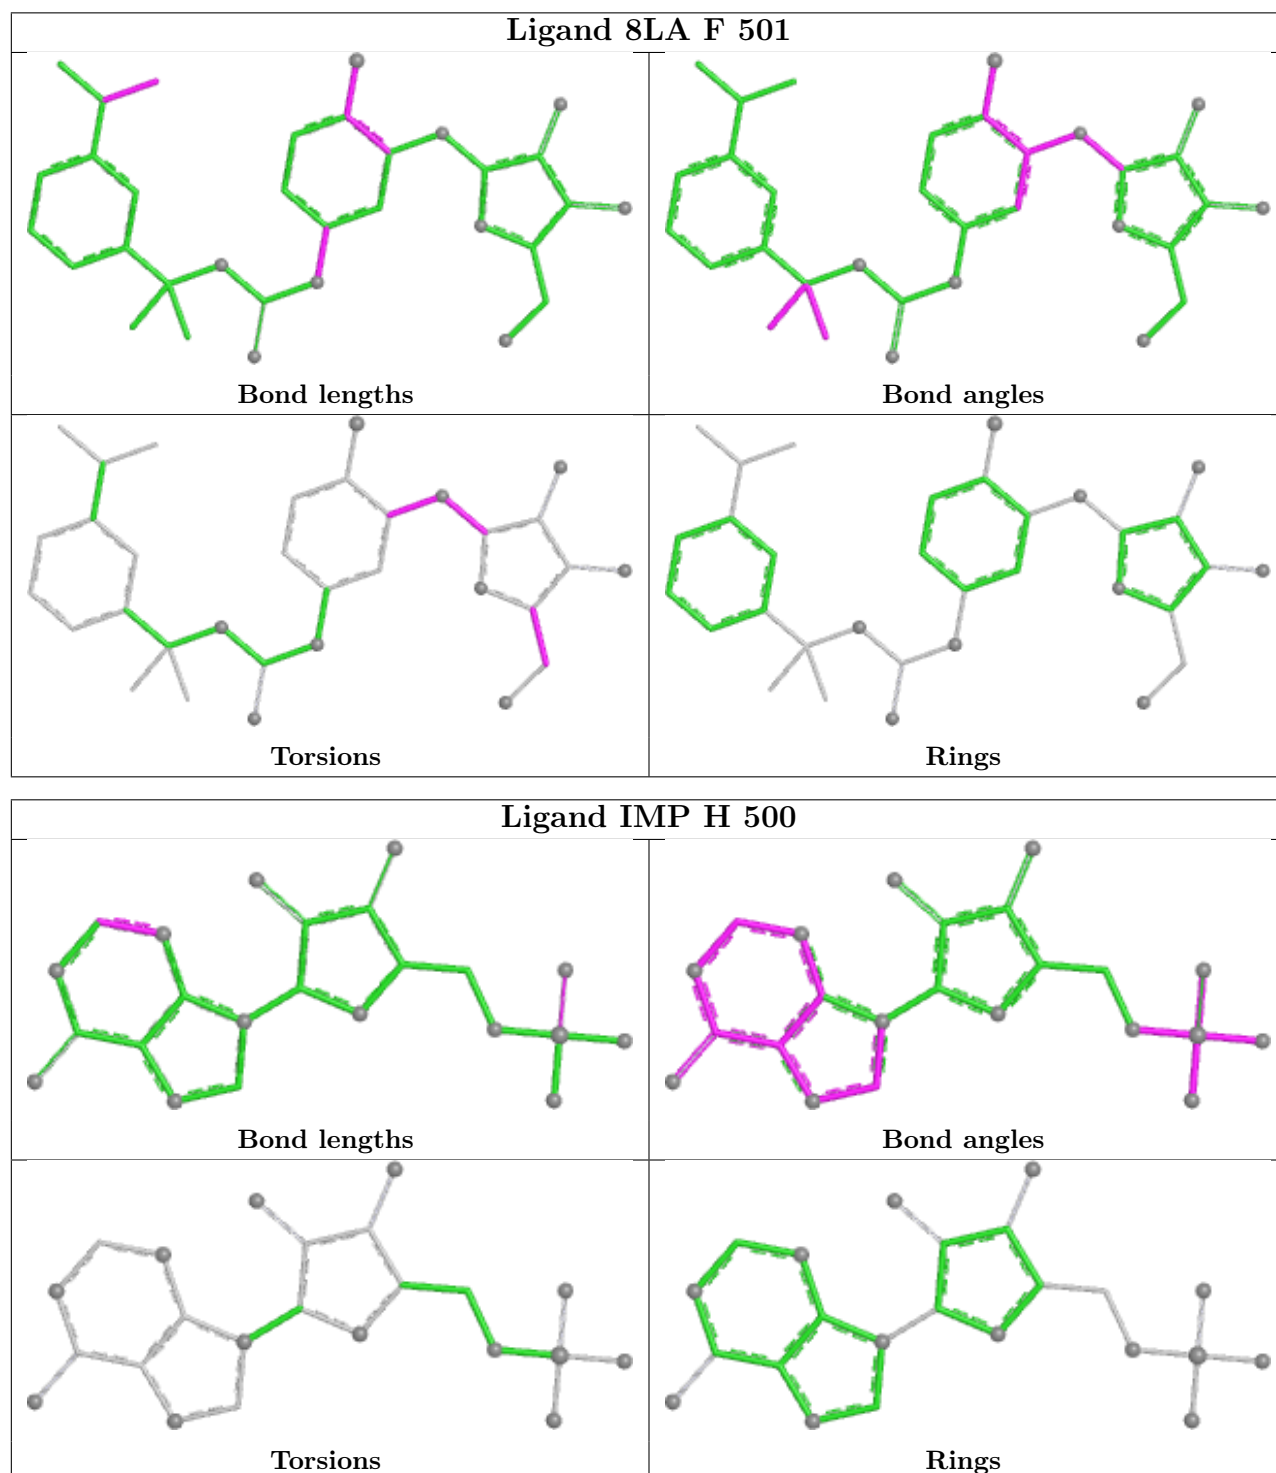 Ligand 8LA F 501
Bond lengths
Bond angles
Torsions
Rings
Ligand IMP H 500
Bond lengths
Bond angles
Torsions
Rings